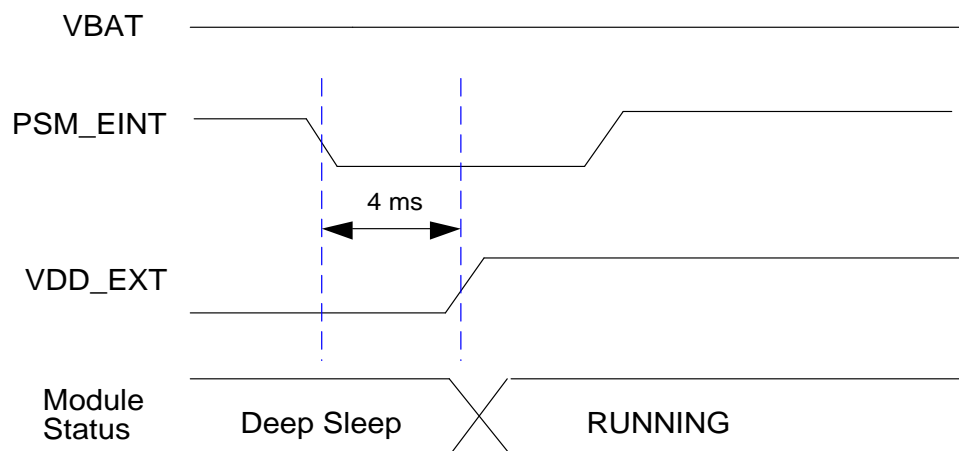 VBAT
PSM_EINT
4 ms
VDD_EXT
Module
Status
Deep Sleep
RUNNING